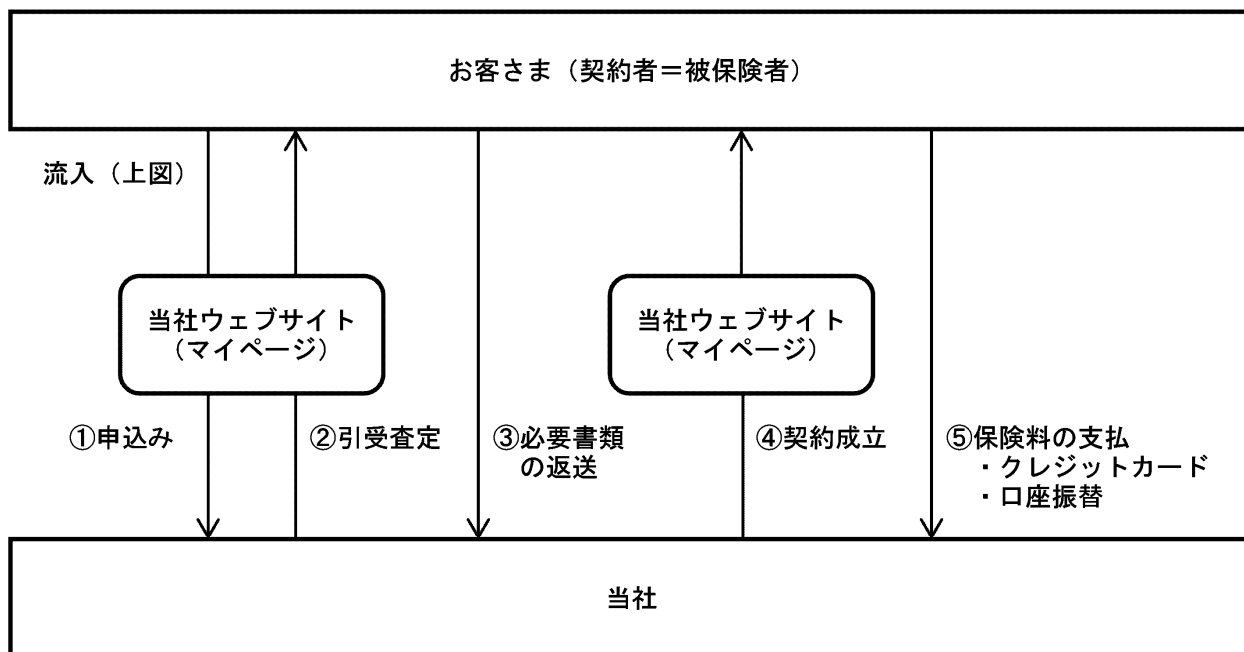 お客さま（契約者＝被保険者）
流入（上図）
当社ウェブサイト
（マイページ）
当社ウェブサイト
（マイページ）
①申込み
②引受査定
③必要書類
の返送
④契約成立
⑤保険料の支払
・クレジットカード
・口座振替
当社